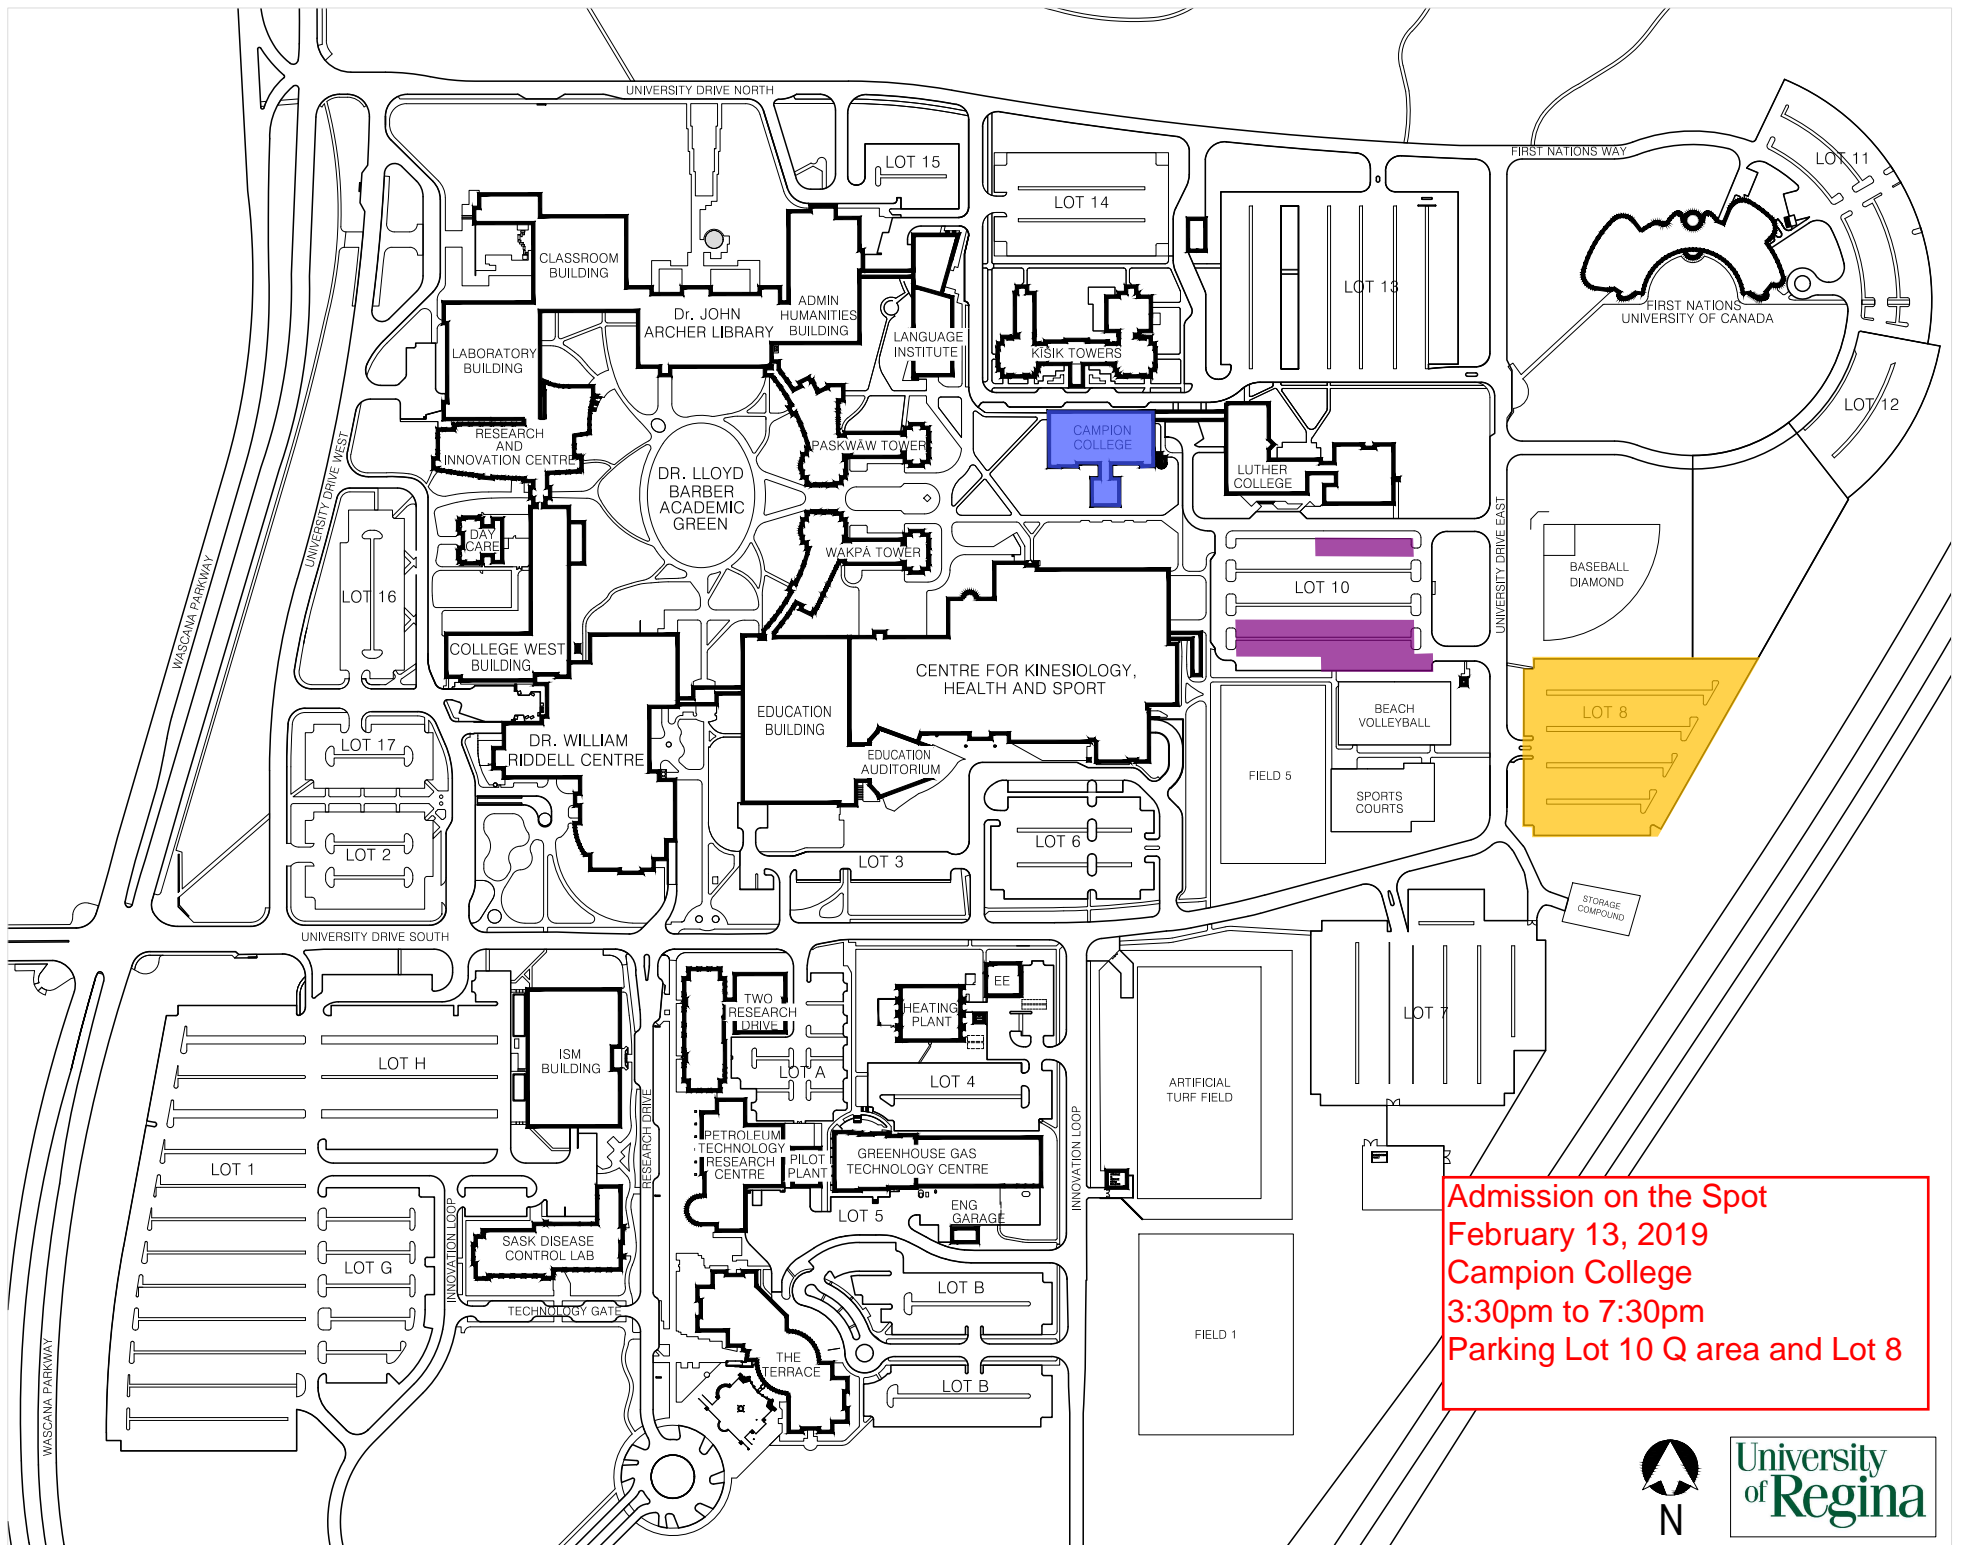 UNIVERSITY DRIVE NORTH
FIRST NATIONS WAY
LOT 11
LOT 15
LOT 14
CLASSROOM
BUILDING
Dr. JOHN
ARCHER LIBRARY
ADMIN
HUMANITIES
BUILDING
LANGUAGE
INSTITUTE
KĪSIK TOWERS
LOT 13
FIRST NATIONS
UNIVERSITY OF CANADA
LABORATORY
BUILDING
LOT 12
RESEARCH
AND
INNOVATION CENTRE
PASKWĀW TOWER
CAMPION
COLLEGE
LUTHER
COLLEGE
DR. LLOYD
BARBER
ACADEMIC
GREEN
UNIVERSITY DRIVE WEST
UNIVERSITY DRIVE EAST
WASCANA PARKWAY
DAY
CARE
WAKPĀ TOWER
LOT 16
LOT 10
BASEBALL
DIAMOND
COLLEGE WEST
BUILDING
CENTRE FOR KINESIOLOGY,
HEALTH AND SPORT
EDUCATION
BUILDING
BEACH
VOLLEYBALL
LOT 8
LOT 17
DR. WILLIAM
RIDDELL CENTRE
EDUCATION
AUDITORIUM
FIELD 5
SPORTS
COURTS
LOT 2
LOT 3
LOT 6
STORAGE
COMPOUND
UNIVERSITY DRIVE SOUTH
TWO
RESEARCH
DRIVE
EE
HEATING
PLANT
LOT 7
LOT H
ISM
BUILDING
LOT A
LOT 4
ARTIFICIAL
TURF FIELD
RESEARCH DRIVE
INNOVATION LOOP
PETROLEUM
TECHNOLOGY
RESEARCH
CENTRE
PILOT
PLANT
GREENHOUSE GAS
TECHNOLOGY CENTRE
LOT 1
LOT 5
ENG
GARAGE
INNOVATION LOOP
SASK DISEASE
CONTROL LAB
LOT G
LOT B
TECHNOLOGY GATE
THE
TERRACE
FIELD 1
LOT B
WASCANA PARKWAY
Admission on the Spot
February 13, 2019
Campion College
3:30pm to 7:30pm
Parking Lot 10 Q area and Lot 8
N
University
of Regina